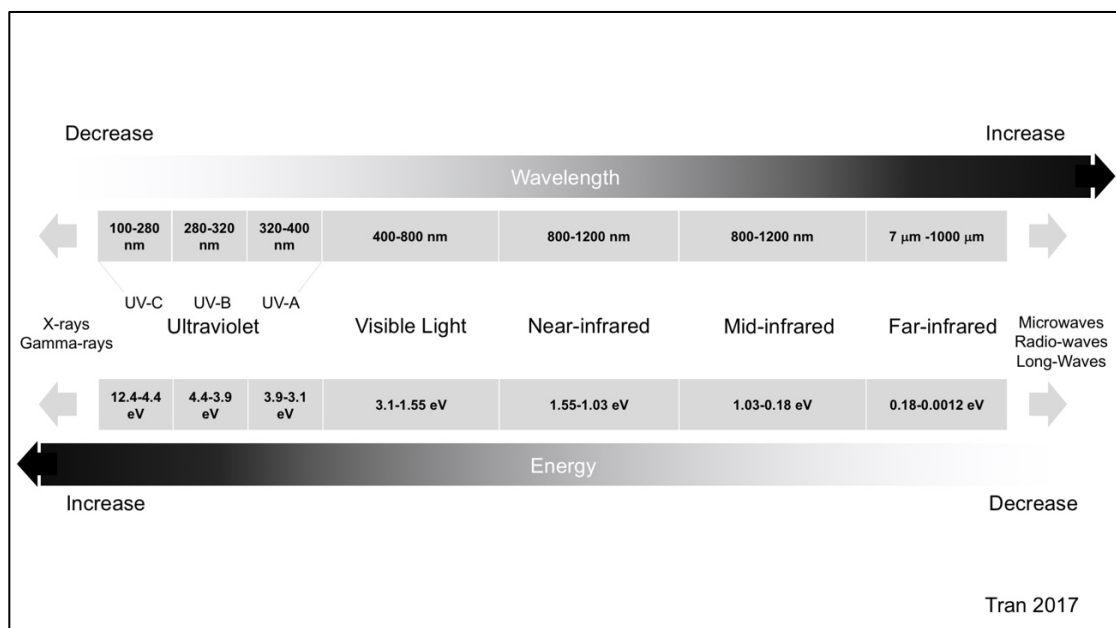 Decrease
Increase
Wavelength
100-280
nm
280-320
nm
320-400
nm
400-800 nm
800-1200 nm
800-1200 nm
7 μm -1000 μm
UV-C
UV-B
UV-A
X-rays
Gamma-rays
Ultraviolet
Visible Light
Near-infrared
Mid-infrared
Far-infrared
Microwaves
Radio-waves
Long-Waves
12.4-4.4
eV
4.4-3.9
eV
3.9-3.1
eV
3.1-1.55 eV
1.55-1.03 eV
1.03-0.18 eV
0.18-0.0012 eV
Energy
Increase
Decrease
Tran 2017